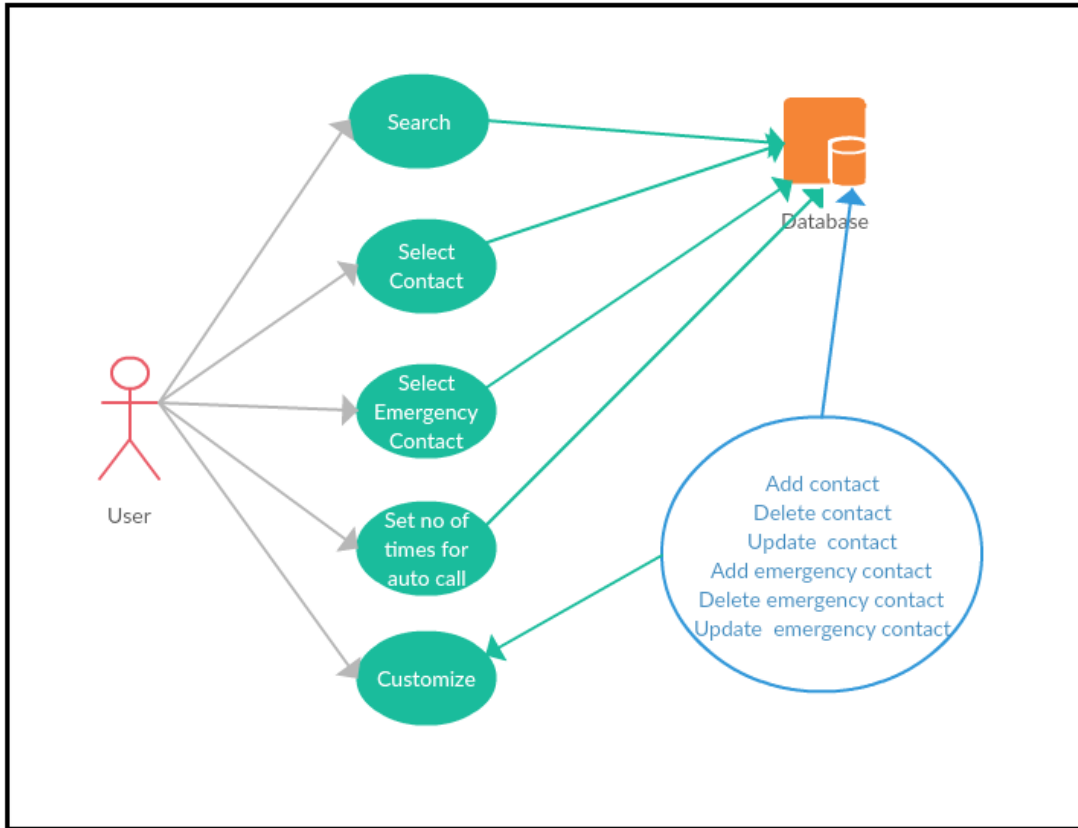 Search
Database
Select
Contact
Select
Emergency
Contact
User
Set no of
times for
auto call
Add contact
Delete contact
Update contact
Add emergency contact
Delete emergency contact
Update emergency contact
Customize